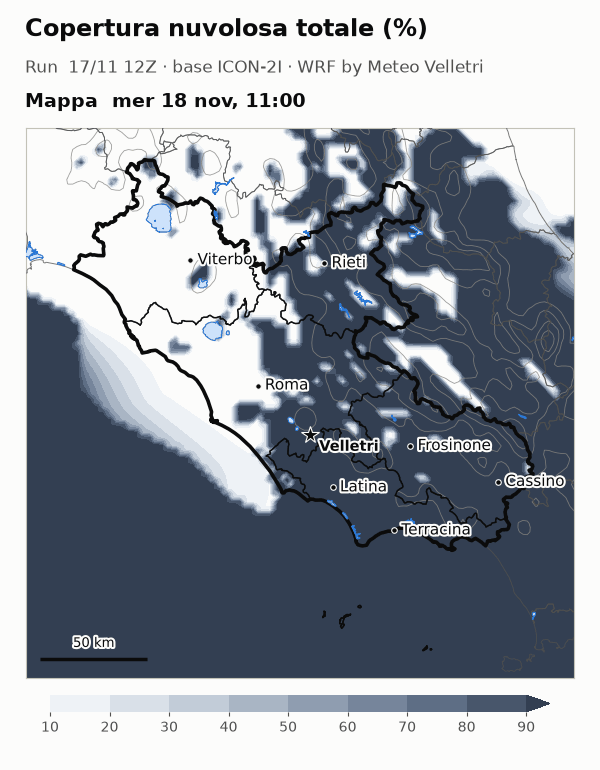 Copertura nuvolosa totale (%)
Run 17/11 12Z · base ICON-2I · WRF by Meteo Velletri
Mappa mer 18 nov, 11:00
Viterbo
Rieti
Roma
Velletri
Frosinone
Cassino
Latina
Terracina
50 km
10 20 30 40 50 60 70 80 90